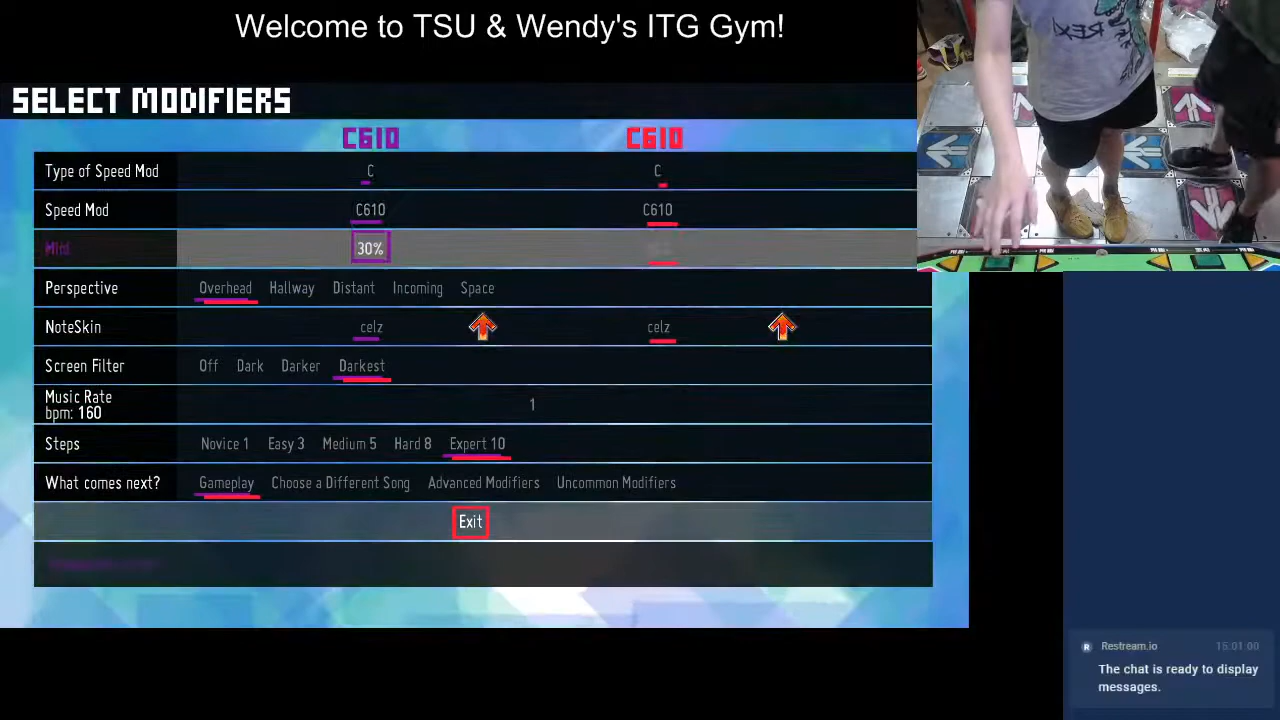 Welcome to TSU & Wendy's ITG Gym!
SELECT MODIFIERS
C610 C610
Type of Speed Mod C C
Speed Mod C610 C610
Mini 30%
Perspective Overhead Hallway Distant Incoming Space
NoteSkin celz celz
Screen Filter Off Dark Darker Darkest
Music Rate
bpm: 160 1
Steps Novice 1 Easy 3 Medium 5 Hard 8 Expert 10
What comes next? Gameplay Choose a Different Song Advanced Modifiers Uncommon Modifiers
Exit
R Restream.io 15:01:00
The chat is ready to display
messages.